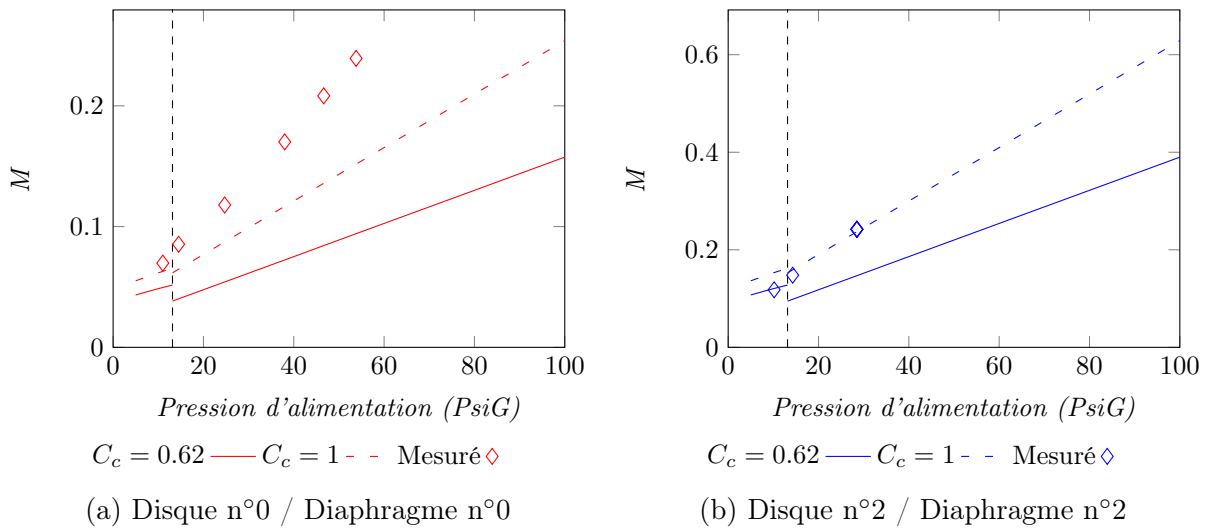 0.2
0.1
0
M
0 20 40 60 80 100
Pression d'alimentation (PsiG)
C_c = 0.62 C_c = 1 Mesuré
(a) Disque n°0 / Diaphragme n°0
0.6
0.4
0.2
0
M
0 20 40 60 80 100
Pression d'alimentation (PsiG)
C_c = 0.62 C_c = 1 Mesuré
(b) Disque n°2 / Diaphragme n°2